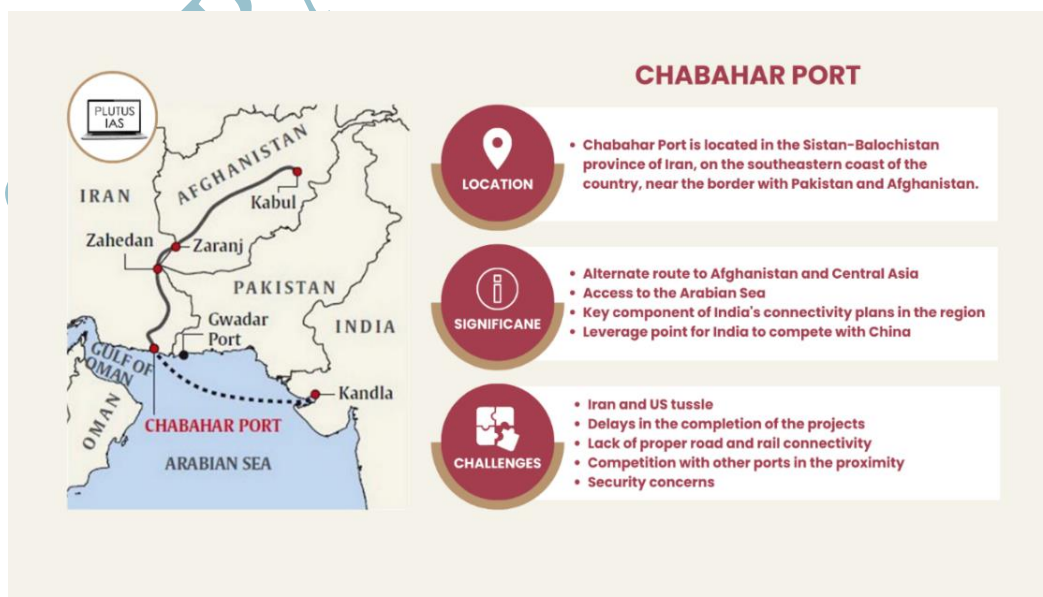 CHABAHAR PORT
PLUTUS
IAS
IRAN
AFGHANISTAN
Kabul
Zahedan
Zaranj
PAKISTAN
Gwadar
Port
INDIA
GULF OF
OMAN
Kandla
OMAN
CHABAHAR PORT
ARABIAN SEA
LOCATION
• Chabahar Port is located in the Sistan-Balochistan
province of Iran, on the southeastern coast of the
country, near the border with Pakistan and Afghanistan.
SIGNIFICANE
• Alternate route to Afghanistan and Central Asia
• Access to the Arabian Sea
• Key component of India's connectivity plans in the region
• Leverage point for India to compete with China
CHALLENGES
• Iran and US tussle
• Delays in the completion of the projects
• Lack of proper road and rail connectivity
• Competition with other ports in the proximity
• Security concerns